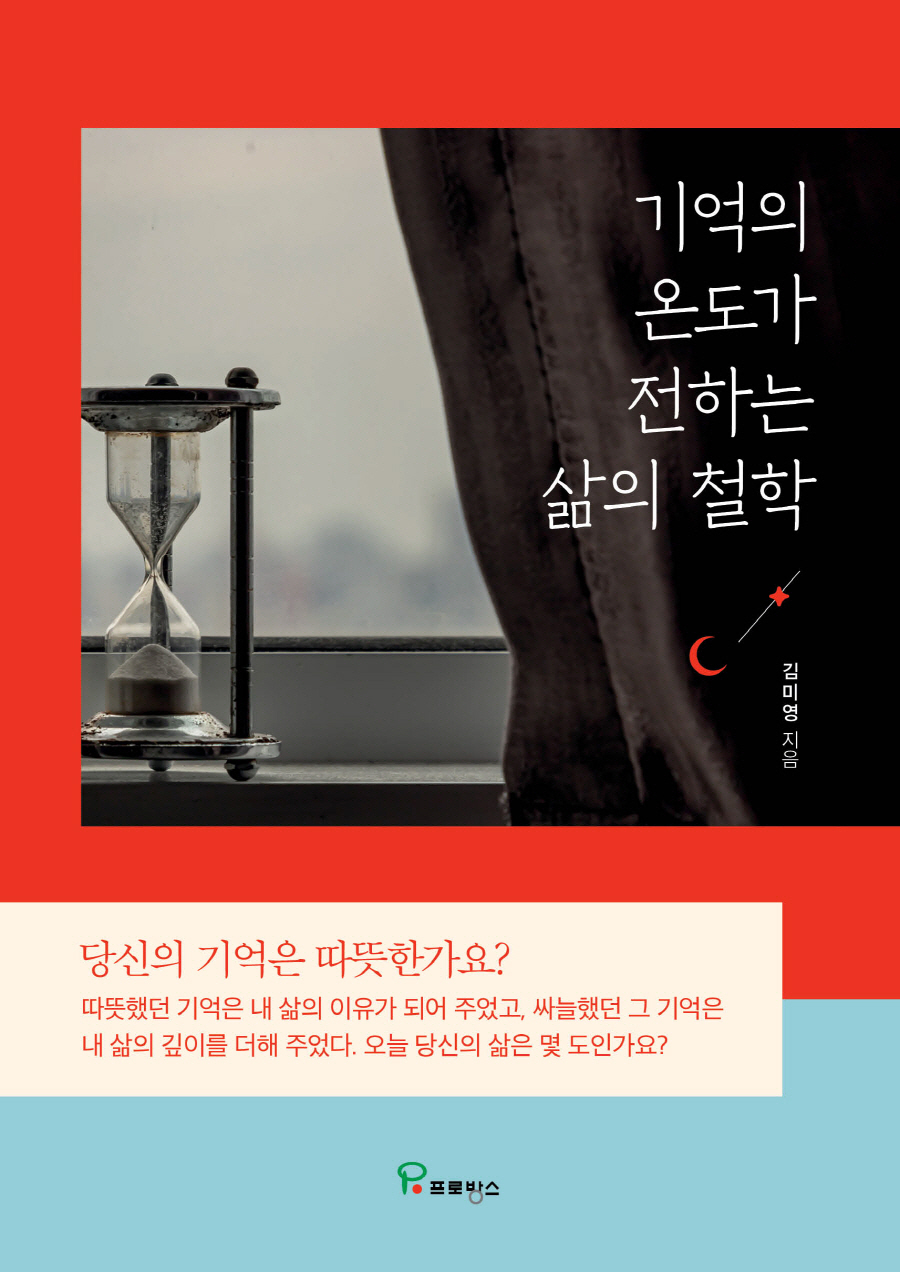 기억의
온도가
전하는
삶의 철학
김미영 지음
당신의 기억은 따뜻한가요?
따뜻했던 기억은 내 삶의 이유가 되어 주었고, 싸늘했던 그 기억은
내 삶의 깊이를 더해 주었다. 오늘 당신의 삶은 몇 도인가요?
프로방스